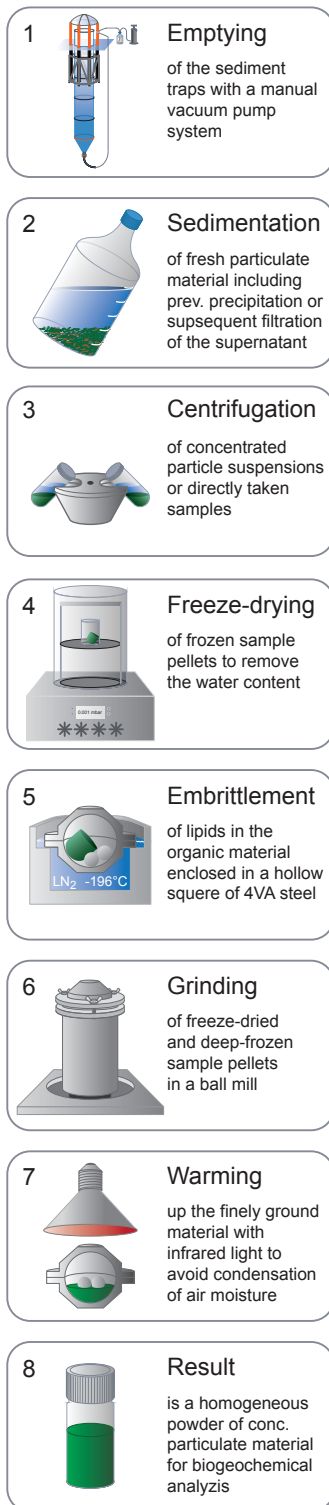 1 Emptying
of the sediment
traps with a manual
vacuum pump
system
2 Sedimentation
of fresh particulate
material including
prev. precipitation or
supsequent filtration
of the supernatant
3 Centrifugation
of concentrated
particle suspensions
or directly taken
samples
4 Freeze-drying
of frozen sample
pellets to remove
the water content
0.001 mbar
5 Embrittlement
of lipids in the
organic material
enclosed in a hollow
squere of 4VA steel
LN2 -196°C
6 Grinding
of freeze-dried
and deep-frozen
sample pellets
in a ball mill
7 Warming
up the finely ground
material with
infrared light to
avoid condensation
of air moisture
8 Result
is a homogeneous
powder of conc.
particulate material
for biogeochemical
analyzis